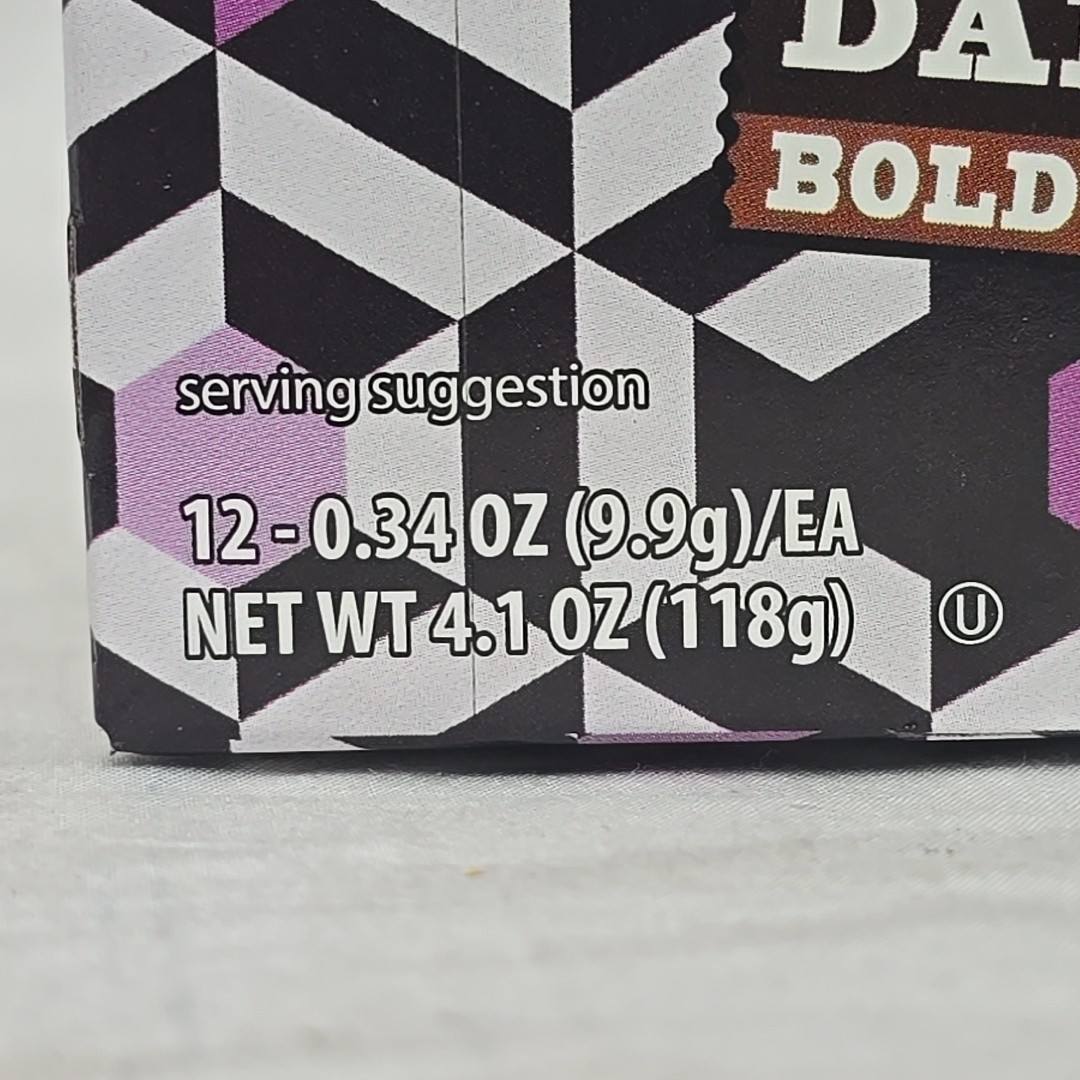 BOLD
serving suggestion
12 - 0.34 OZ (9.9g)/EA
NET WT 4.1 OZ (118g)
U